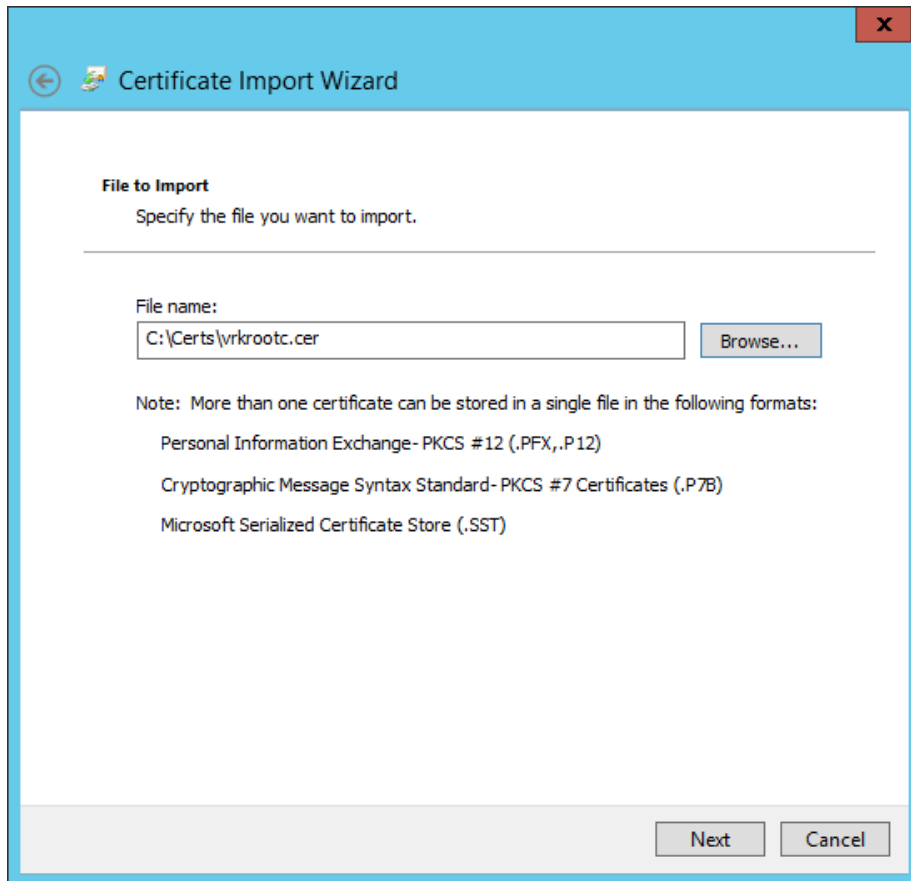 x
Certificate Import Wizard
File to Import
Specify the file you want to import.
File name:
C:\Certs\vrkrootc.cer
Browse...
Note: More than one certificate can be stored in a single file in the following formats:
Personal Information Exchange- PKCS #12 (.PFX,.P12)
Cryptographic Message Syntax Standard- PKCS #7 Certificates (.P7B)
Microsoft Serialized Certificate Store (.SST)
Next
Cancel